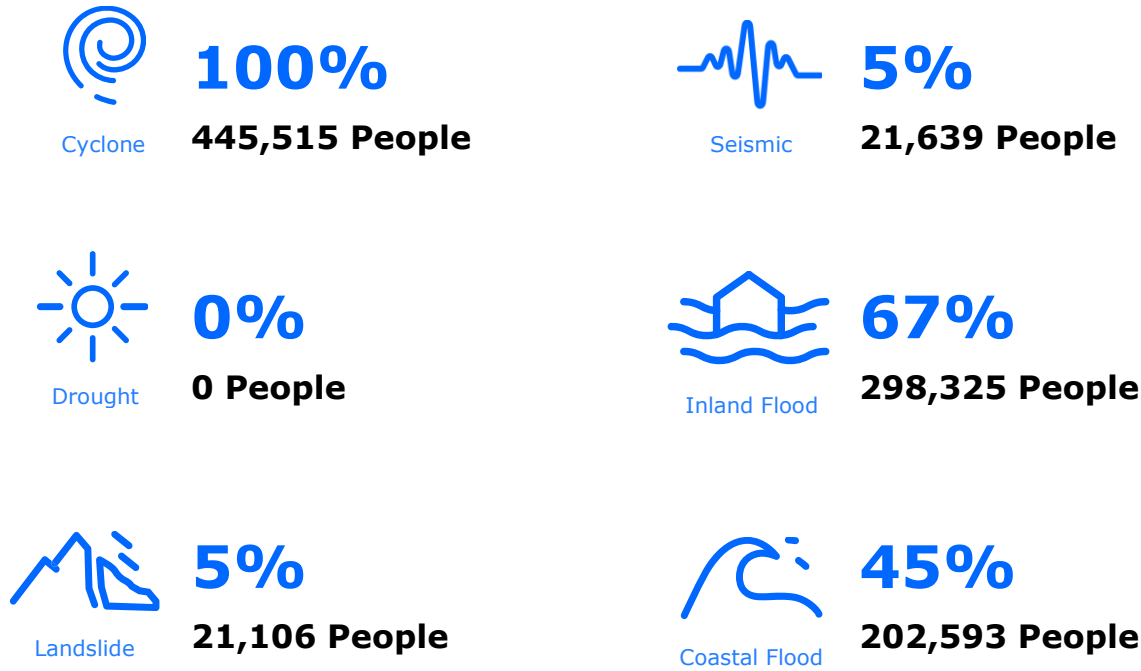 100%
445,515 People
Cyclone
5%
21,639 People
Seismic
0%
0 People
Drought
67%
298,325 People
Inland Flood
5%
21,106 People
Landslide
45%
202,593 People
Coastal Flood